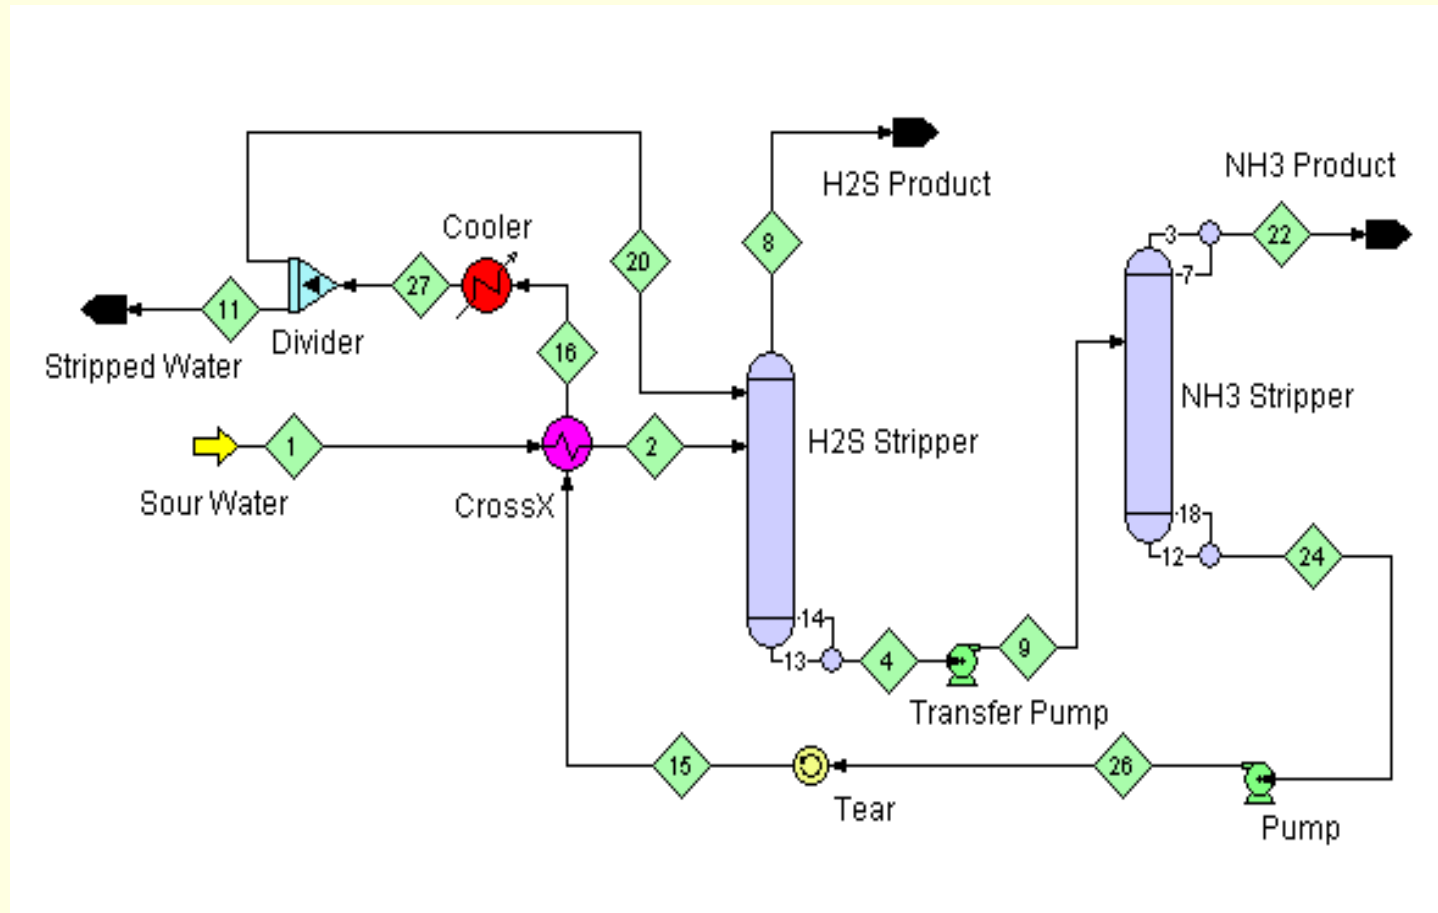 H2S Product
NH3 Product
Cooler
3
22
7
20
8
27
11
Divider
Stripped Water
16
NH3 Stripper
1
2
H2S Stripper
Sour Water
CrossX
18
12
24
14
13
4
9
Transfer Pump
15
26
Tear
Pump